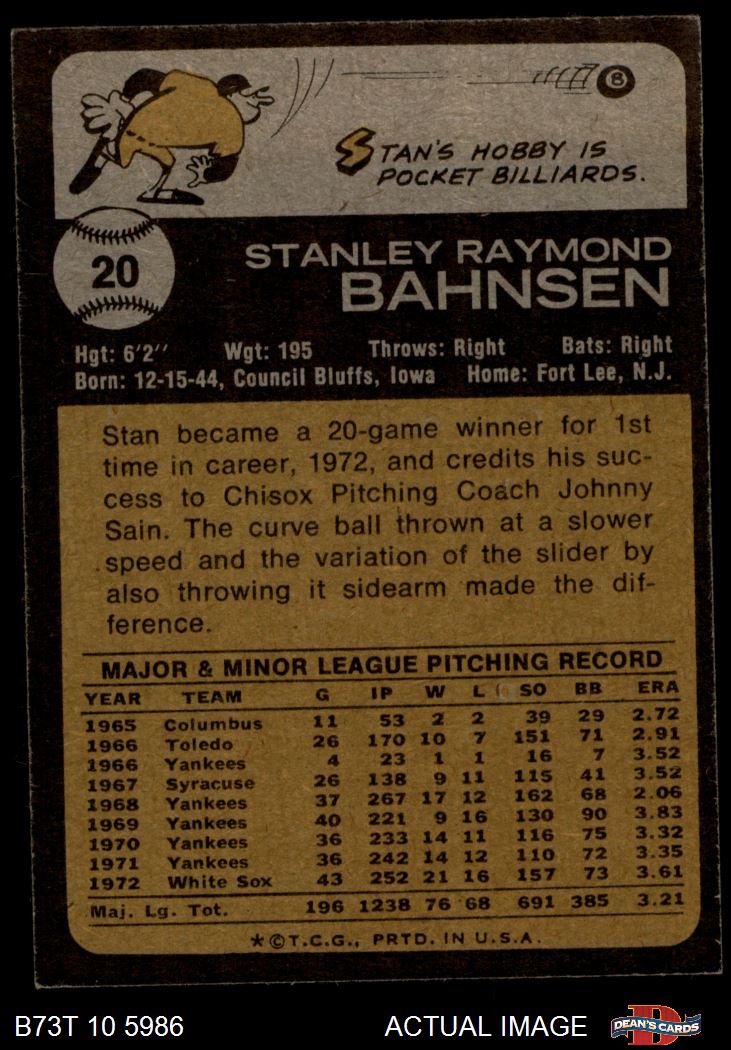 8
STAN'S HOBBY IS
POCKET BILLIARDS.
20
STANLEY RAYMOND
BAHNSEN
Hgt: 6'2'' Wgt: 195 Throws: Right Bats: Right
Born: 12-15-44, Council Bluffs, Iowa Home: Fort Lee, N.J.
Stan became a 20-game winner for 1st
time in career, 1972, and credits his suc-
cess to Chisox Pitching Coach Johnny
Sain. The curve ball thrown at a slower
speed and the variation of the slider by
also throwing it sidearm made the dif-
ference.
MAJOR & MINOR LEAGUE PITCHING RECORD
YEAR TEAM G IP W L SO BB ERA
1965 Columbus 11 53 2 2 39 29 2.72
1966 Toledo 26 170 10 7 151 71 2.91
1966 Yankees 4 23 1 1 16 7 3.52
1967 Syracuse 26 138 9 11 115 41 3.52
1968 Yankees 37 267 17 12 162 68 2.06
1969 Yankees 40 221 9 16 130 90 3.83
1970 Yankees 36 233 14 11 116 75 3.32
1971 Yankees 36 242 14 12 110 72 3.35
1972 White Sox 43 252 21 16 157 73 3.61
Maj. Lg. Tot. 196 1238 76 68 691 385 3.21
*©T.C.G., PRTD. IN U.S.A.
B73T 10 5986 ACTUAL IMAGE
DEAN'S CARDS